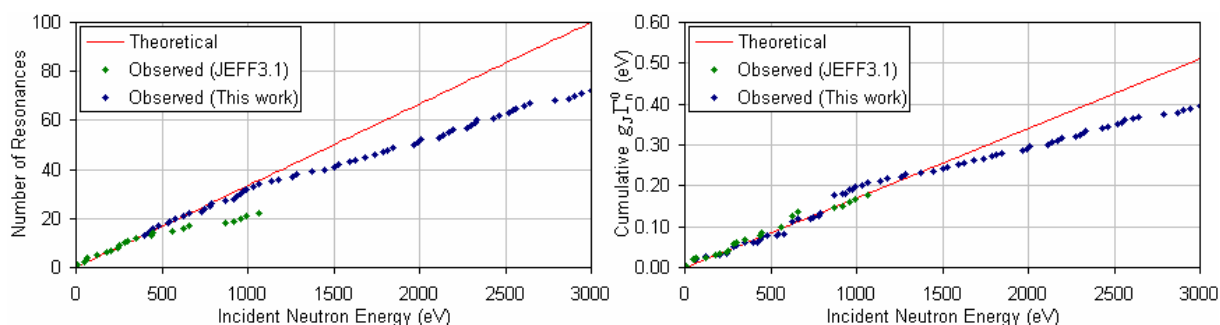 Number of Resonances
100
80
60
40
20
0
Theoretical
Observed (JEFF3.1)
Observed (This work)
0 500 1000 1500 2000 2500 3000
Incident Neutron Energy (eV)
Cumulative g_JΓ_n^0 (eV)
0.60
0.50
0.40
0.30
0.20
0.10
0.00
Theoretical
Observed (JEFF3.1)
Observed (This work)
0 500 1000 1500 2000 2500 3000
Incident Neutron Energy (eV)